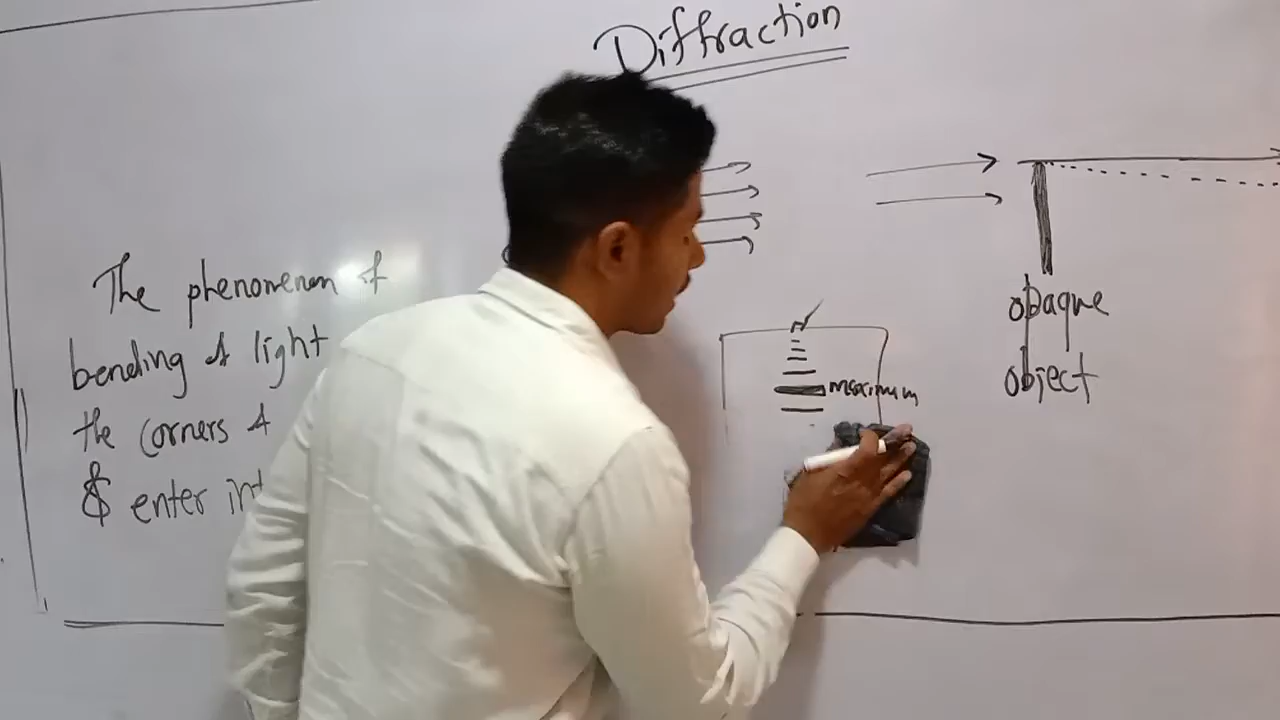 Diffraction
The phenomenon of
bending of light
the corners of
& enter int
maximum
opaque
object